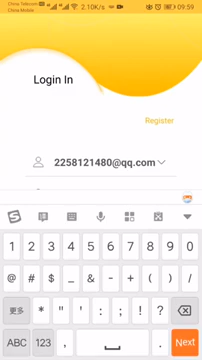 China Telecom HD 2.10K/s 09:59
China Mobile
Login In
Register
2258121480@qq.com
1 2 3 4 5 6 7 8 9 0
@ # $ _ & - + ( ) /
更多 * " ' : ; ! ?
ABC 123 , . Next